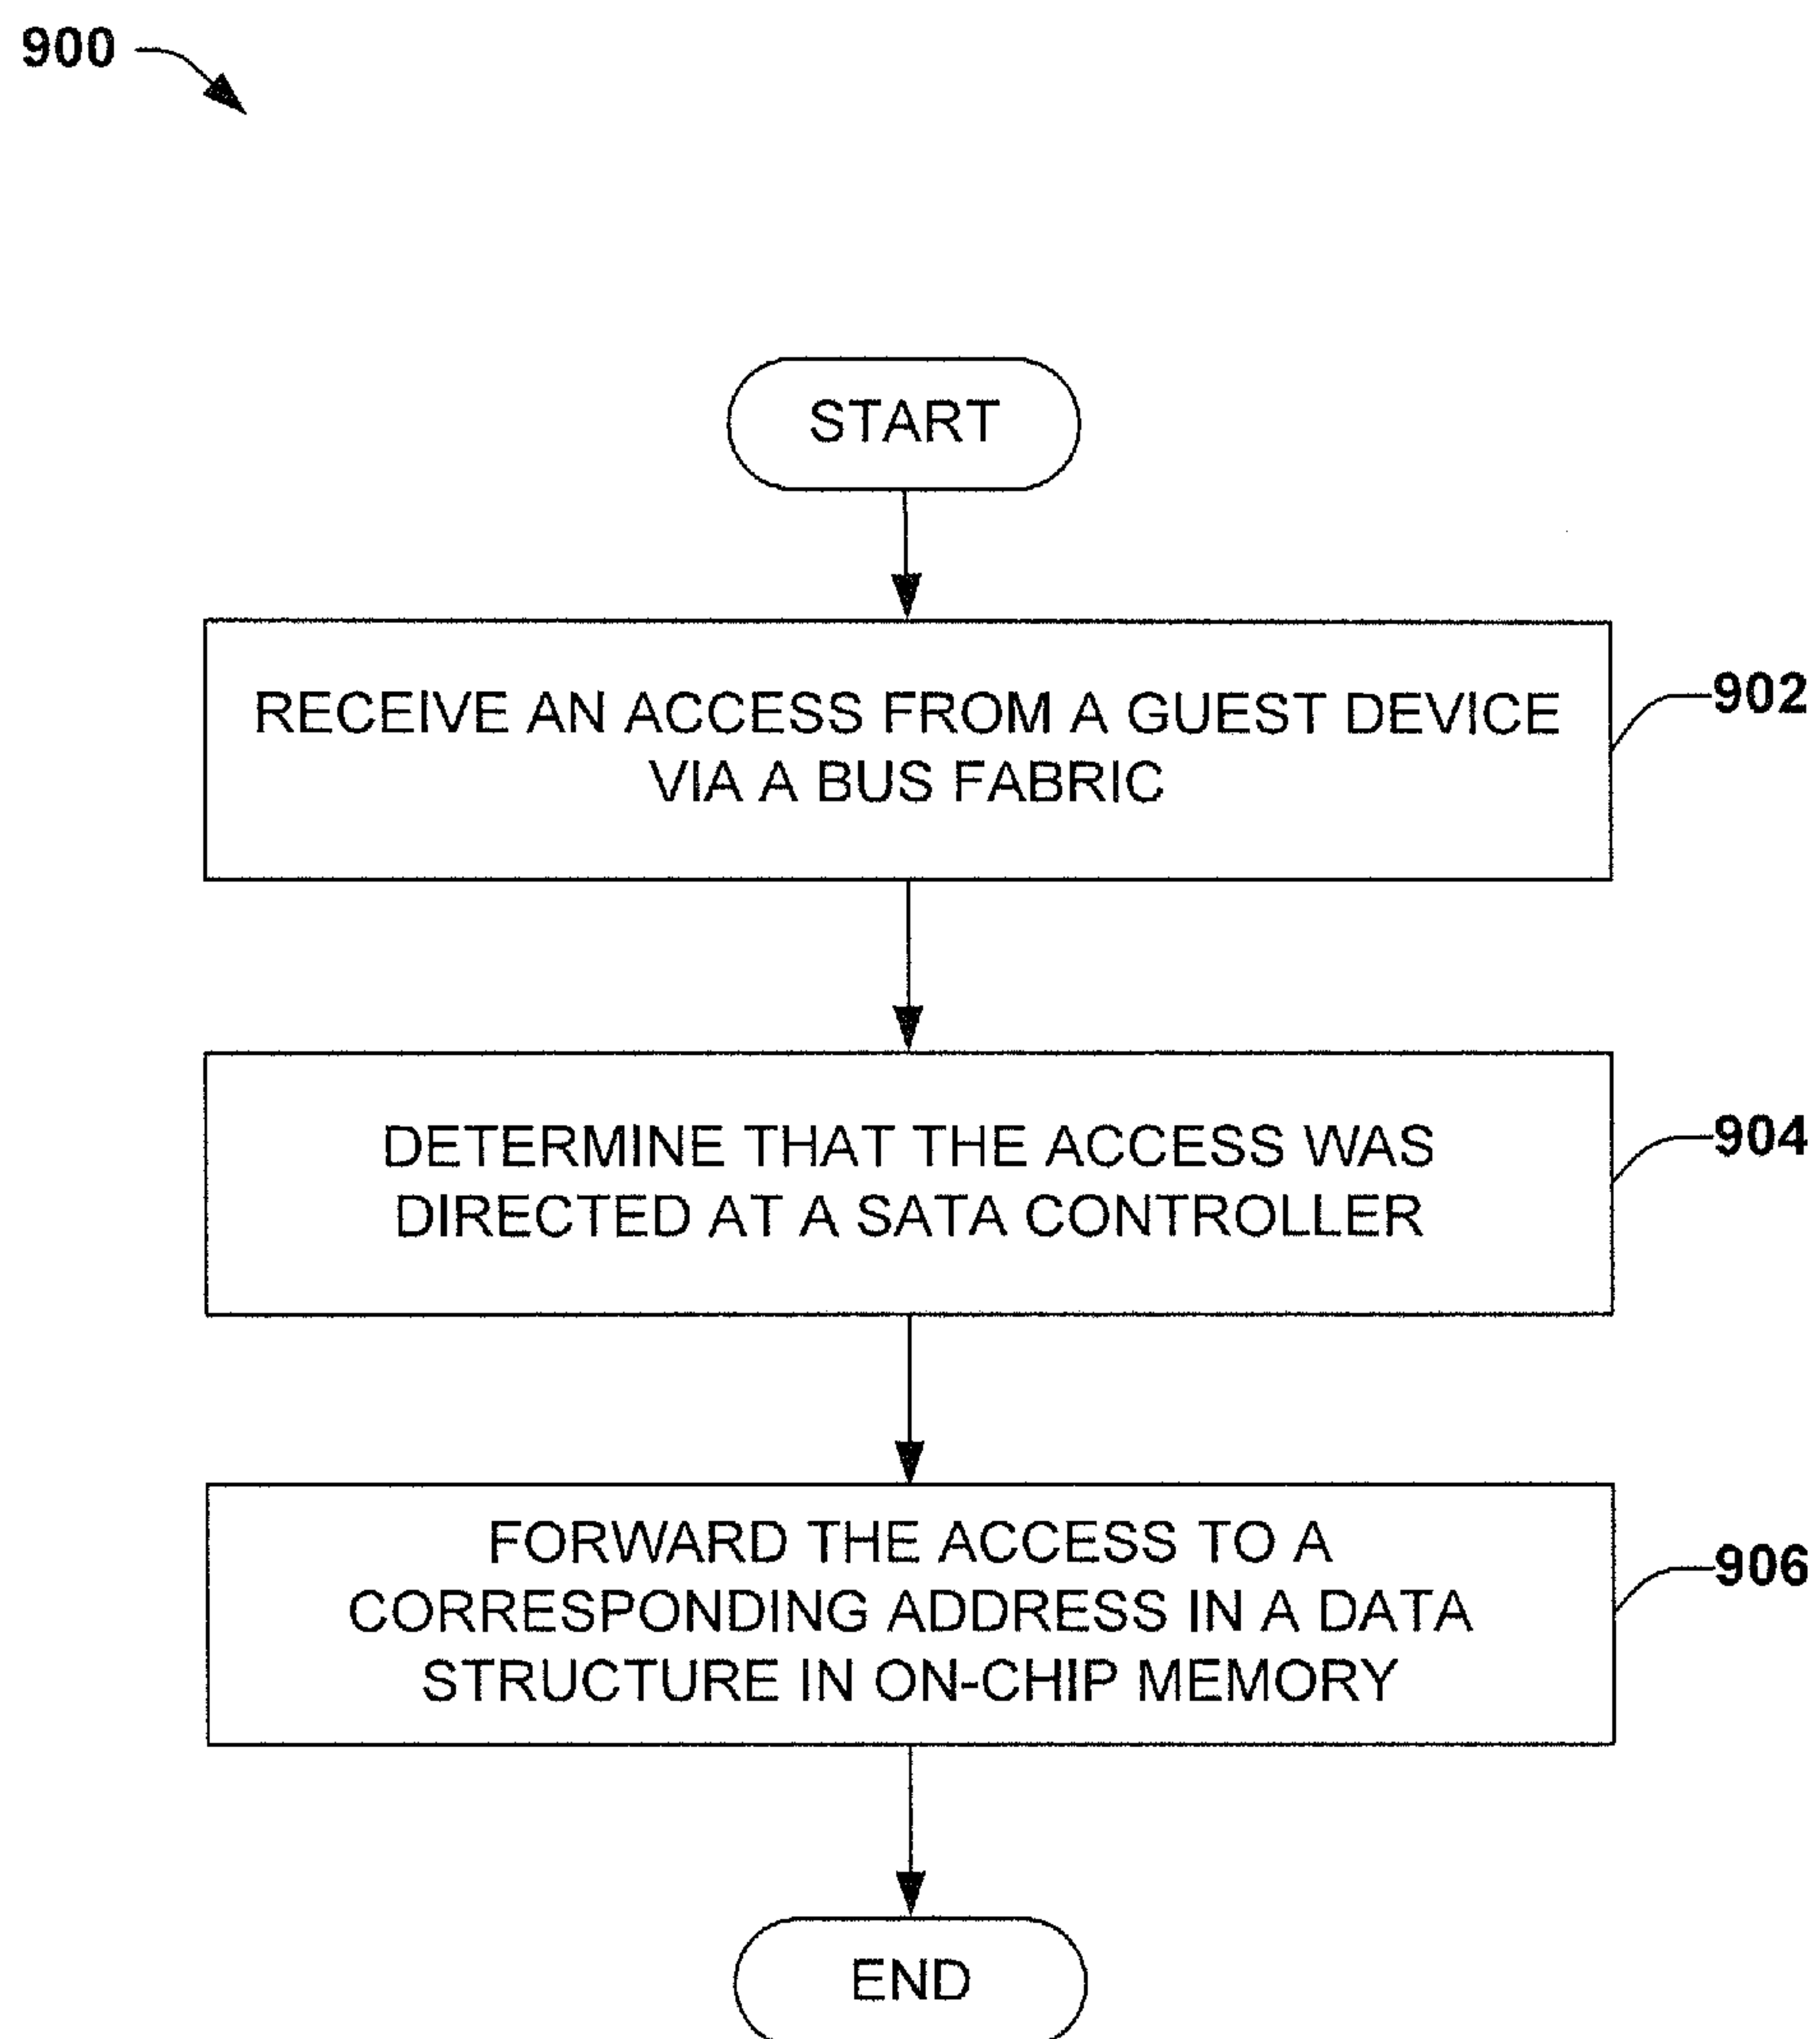 900
START
RECEIVE AN ACCESS FROM A GUEST DEVICE
VIA A BUS FABRIC
902
DETERMINE THAT THE ACCESS WAS
DIRECTED AT A SATA CONTROLLER
904
FORWARD THE ACCESS TO A
CORRESPONDING ADDRESS IN A DATA
STRUCTURE IN ON-CHIP MEMORY
906
END